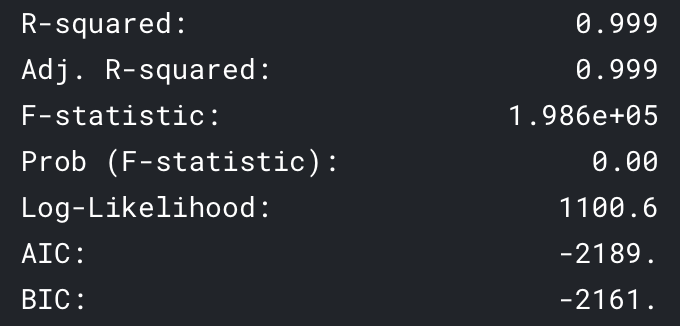 R-squared: 0.999
Adj. R-squared: 0.999
F-statistic: 1.986e+05
Prob (F-statistic): 0.00
Log-Likelihood: 1100.6
AIC: -2189.
BIC: -2161.